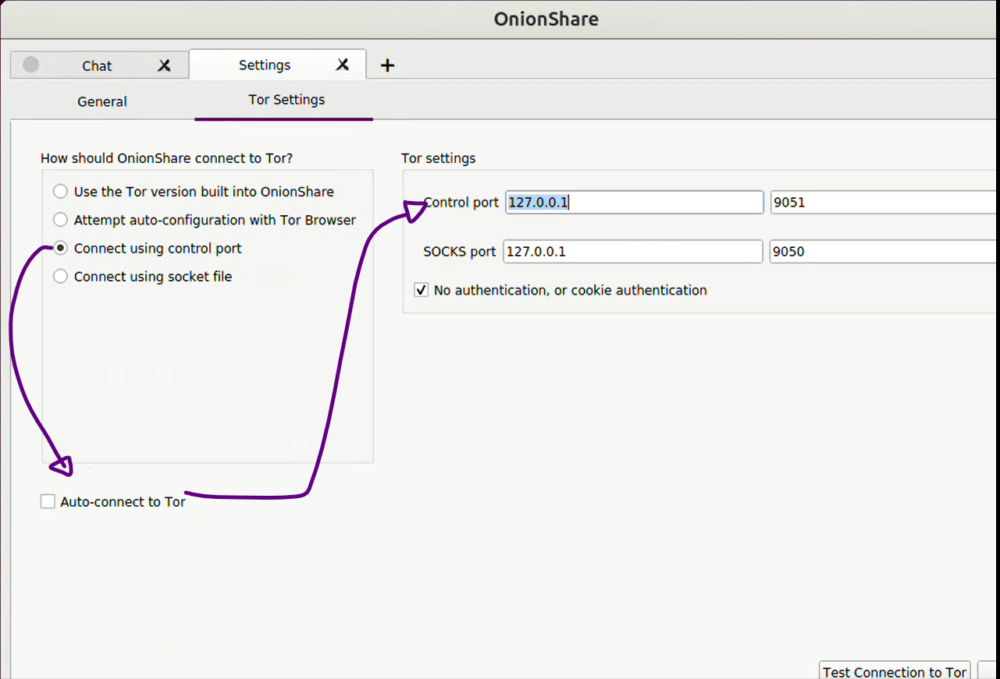 OnionShare
Chat
Settings
+
General
Tor Settings
How should OnionShare connect to Tor?
Use the Tor version built into OnionShare
Attempt auto-configuration with Tor Browser
Connect using control port
Connect using socket file
Auto-connect to Tor
Tor settings
Control port 127.0.0.1 9051
SOCKS port 127.0.0.1 9050
No authentication, or cookie authentication
Test Connection to Tor